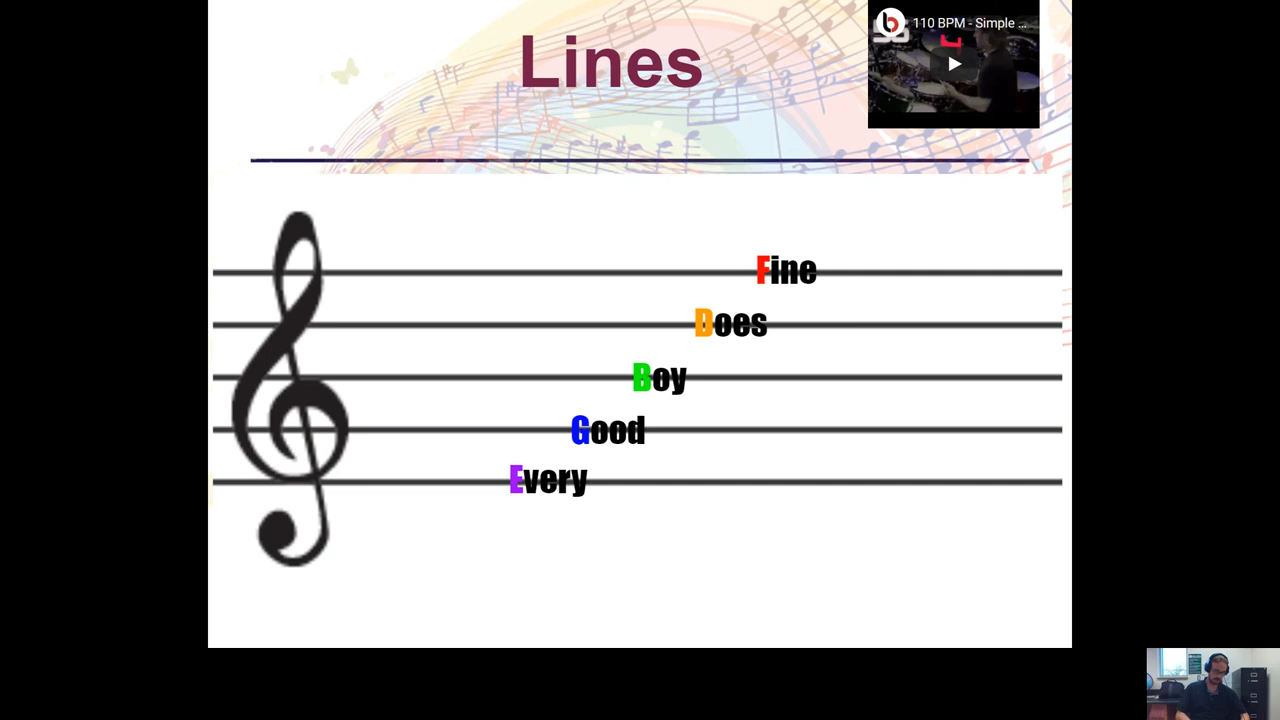 Lines
110 BPM - Simple ...
Fine
Does
Boy
Good
Every